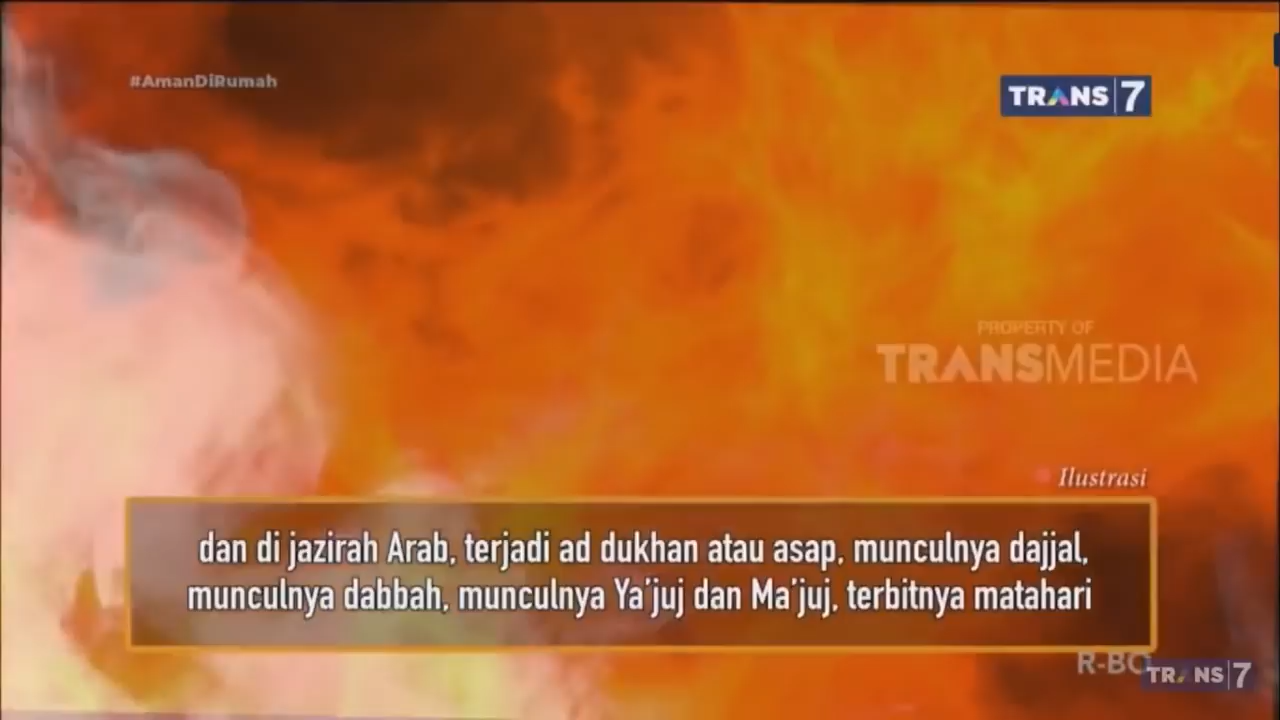 #AmanDiRumah
TRANS 7
PROPERTY OF
TRANSMEDIA
Ilustrasi
dan di jazirah Arab, terjadi ad dukhan atau asap, munculnya dajjal,
munculnya dabbah, munculnya Ya'juj dan Ma'juj, terbitnya matahari
R-BO
TRANS 7